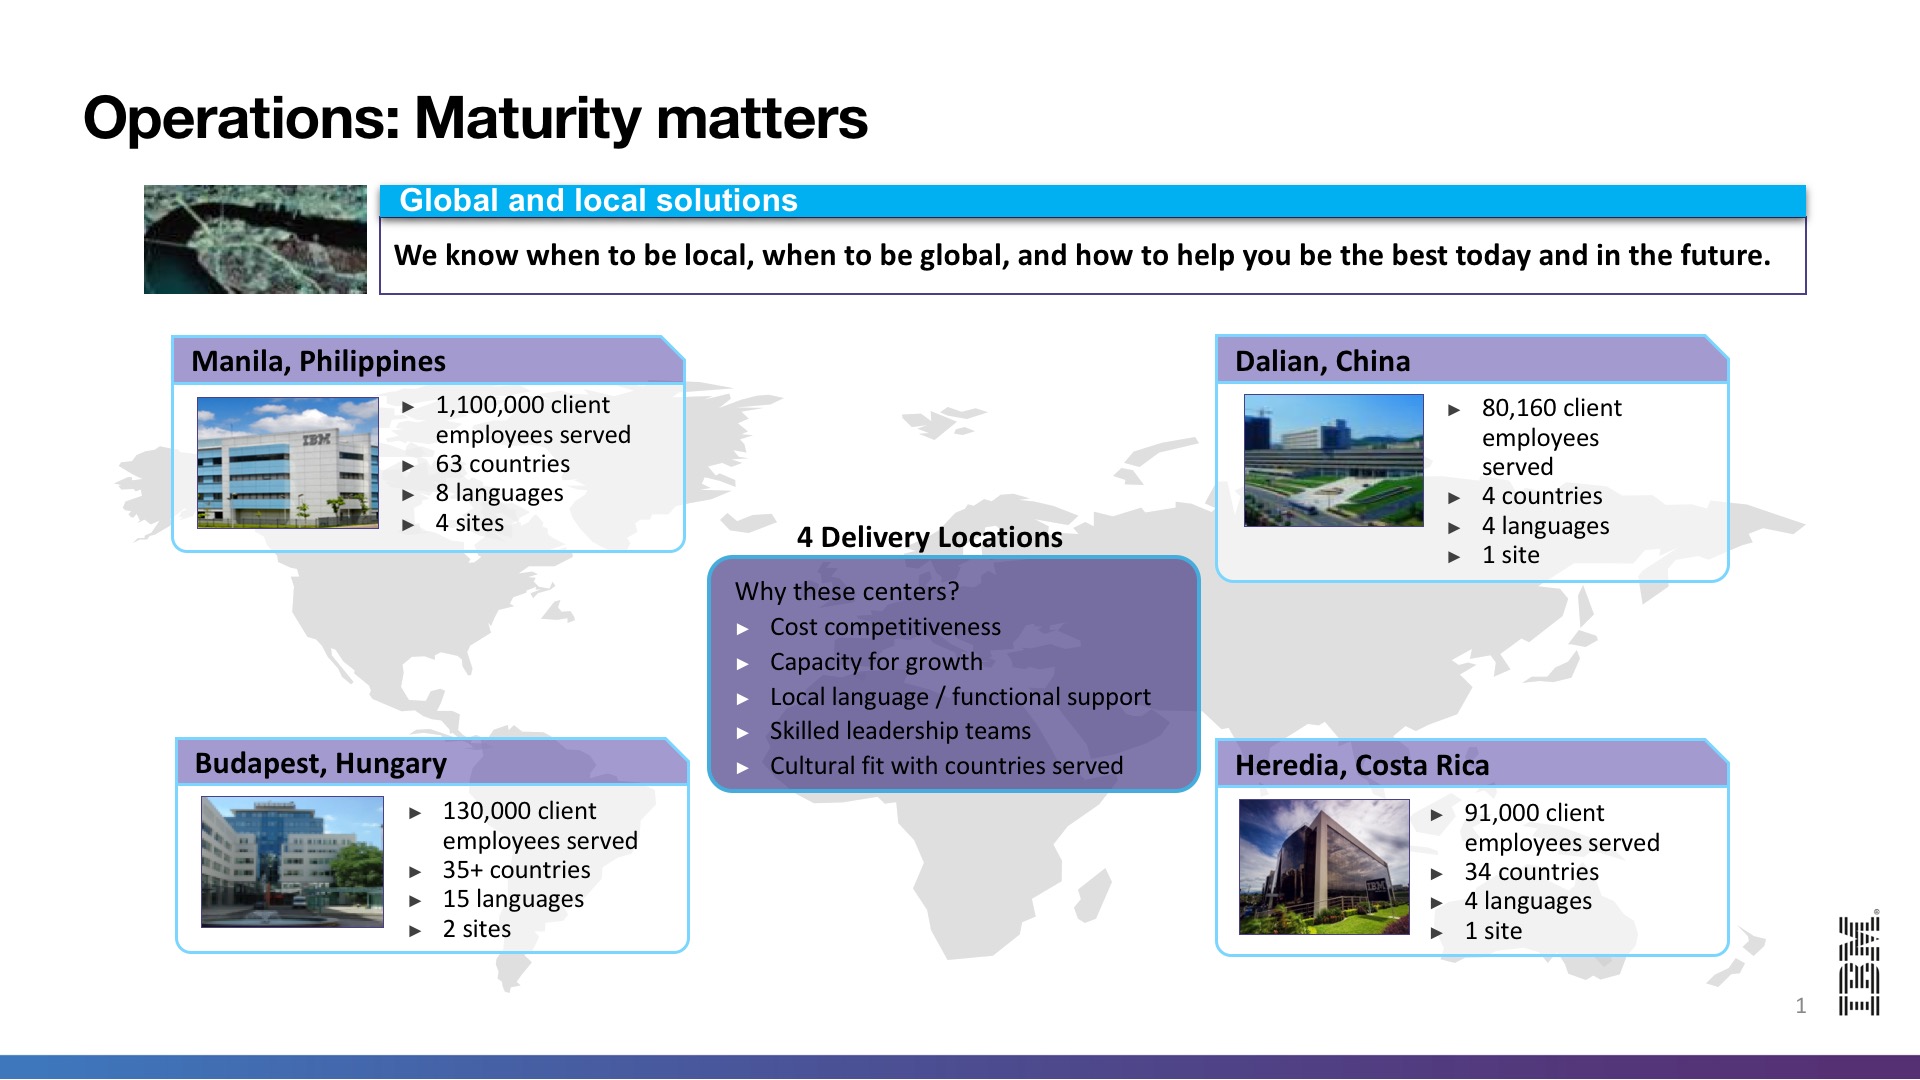 Operations: Maturity matters
Global and local solutions
We know when to be local, when to be global, and how to help you be the best today and in the future.
Manila, Philippines
IBM
► 1,100,000 client
employees served
► 63 countries
► 8 languages
► 4 sites
Dalian, China
► 80,160 client
employees
served
► 4 countries
► 4 languages
► 1 site
4 Delivery Locations
Why these centers?
► Cost competitiveness
► Capacity for growth
► Local language / functional support
► Skilled leadership teams
► Cultural fit with countries served
Budapest, Hungary
► 130,000 client
employees served
► 35+ countries
► 15 languages
► 2 sites
Heredia, Costa Rica
IBM
► 91,000 client
employees served
► 34 countries
► 4 languages
► 1 site
IBM®
1